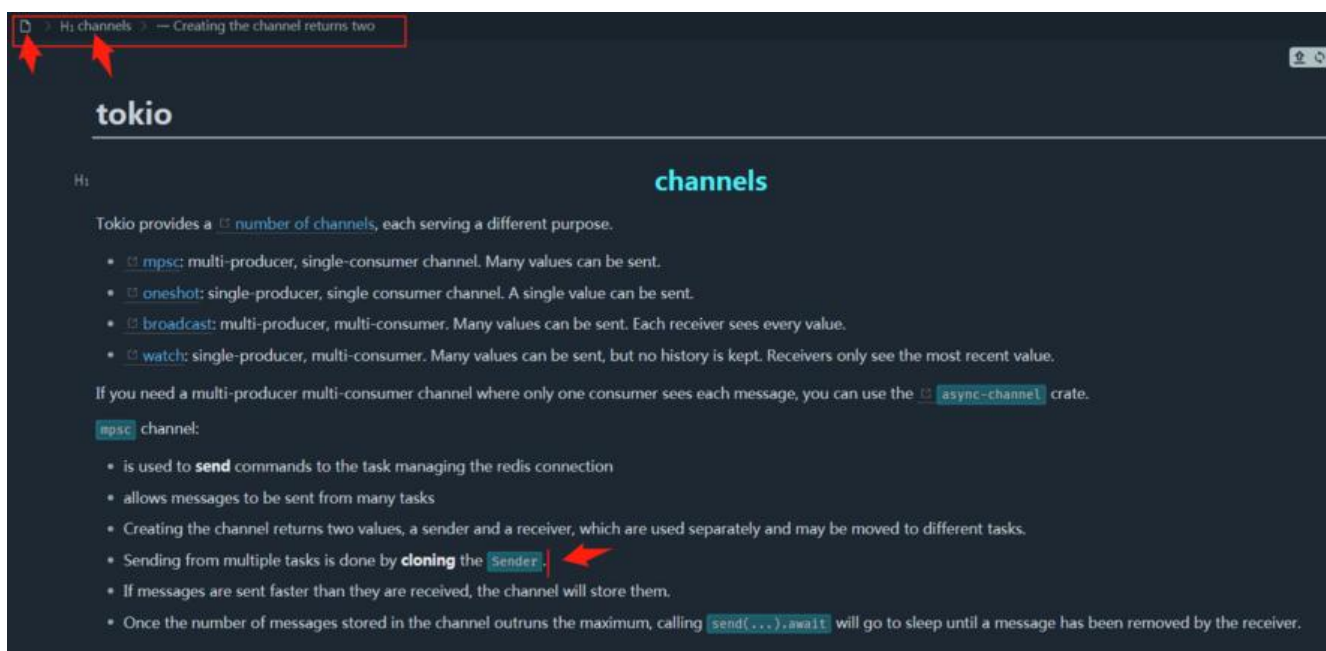 H1 channels — Creating the channel returns two
tokio
H1
channels
Tokio provides a number of channels, each serving a different purpose.
• mpsc: multi-producer, single-consumer channel. Many values can be sent.
• oneshot: single-producer, single consumer channel. A single value can be sent.
• broadcast: multi-producer, multi-consumer. Many values can be sent. Each receiver sees every value.
• watch: single-producer, multi-consumer. Many values can be sent, but no history is kept. Receivers only see the most recent value.
If you need a multi-producer multi-consumer channel where only one consumer sees each message, you can use the async-channel crate.
mpsc channel:
• is used to send commands to the task managing the redis connection
• allows messages to be sent from many tasks
• Creating the channel returns two values, a sender and a receiver, which are used separately and may be moved to different tasks.
• Sending from multiple tasks is done by cloning the Sender.
• If messages are sent faster than they are received, the channel will store them.
• Once the number of messages stored in the channel outruns the maximum, calling send(...).await will go to sleep until a message has been removed by the receiver.